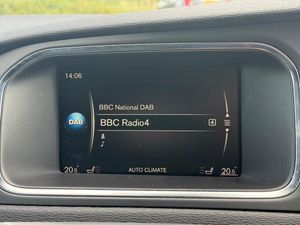 14:06
BBC National DAB
DAB
BBC Radio4
4
20.5 AUTO CLIMATE 20.5